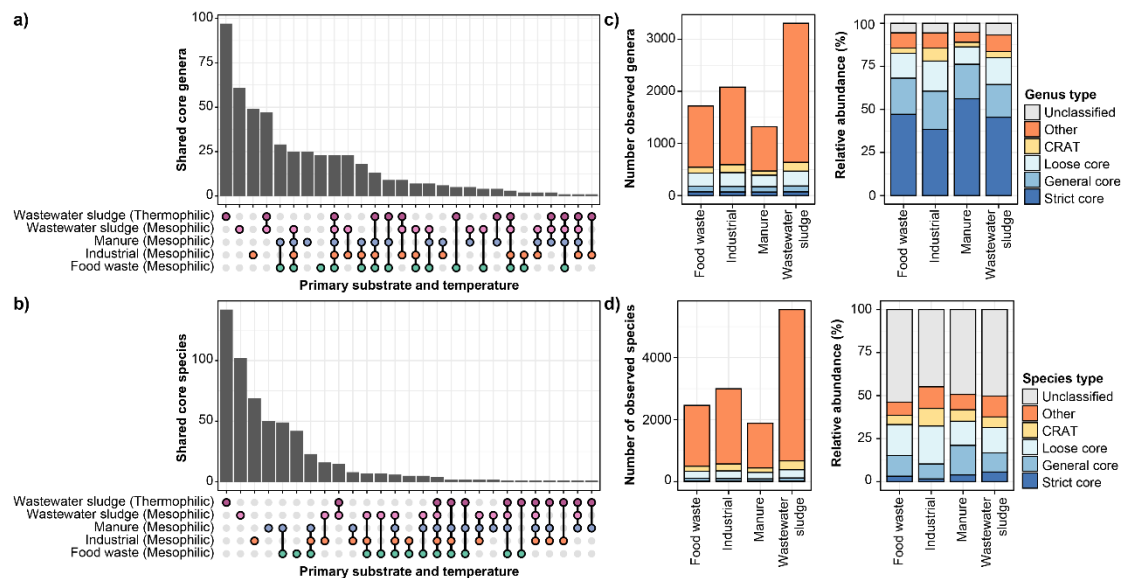 a)
Shared core genera
100
75
50
25
0
Wastewater sludge (Thermophilic)
Wastewater sludge (Mesophilic)
Manure (Mesophilic)
Industrial (Mesophilic)
Food waste (Mesophilic)
Primary substrate and temperature
b)
Shared core species
100
50
0
Wastewater sludge (Thermophilic)
Wastewater sludge (Mesophilic)
Manure (Mesophilic)
Industrial (Mesophilic)
Food waste (Mesophilic)
Primary substrate and temperature
c)
Number observed genera
3000
2000
1000
0
Food waste
Industrial
Manure
Wastewater
sludge
Relative abundance (%)
100
75
50
25
0
Food waste
Industrial
Manure
Wastewater
sludge
Genus type
Unclassified
Other
CRAT
Loose core
General core
Strict core
d)
Number of observed species
4000
2000
0
Food waste
Industrial
Manure
Wastewater
sludge
Relative abundance (%)
100
75
50
25
0
Food waste
Industrial
Manure
Wastewater
sludge
Species type
Unclassified
Other
CRAT
Loose core
General core
Strict core